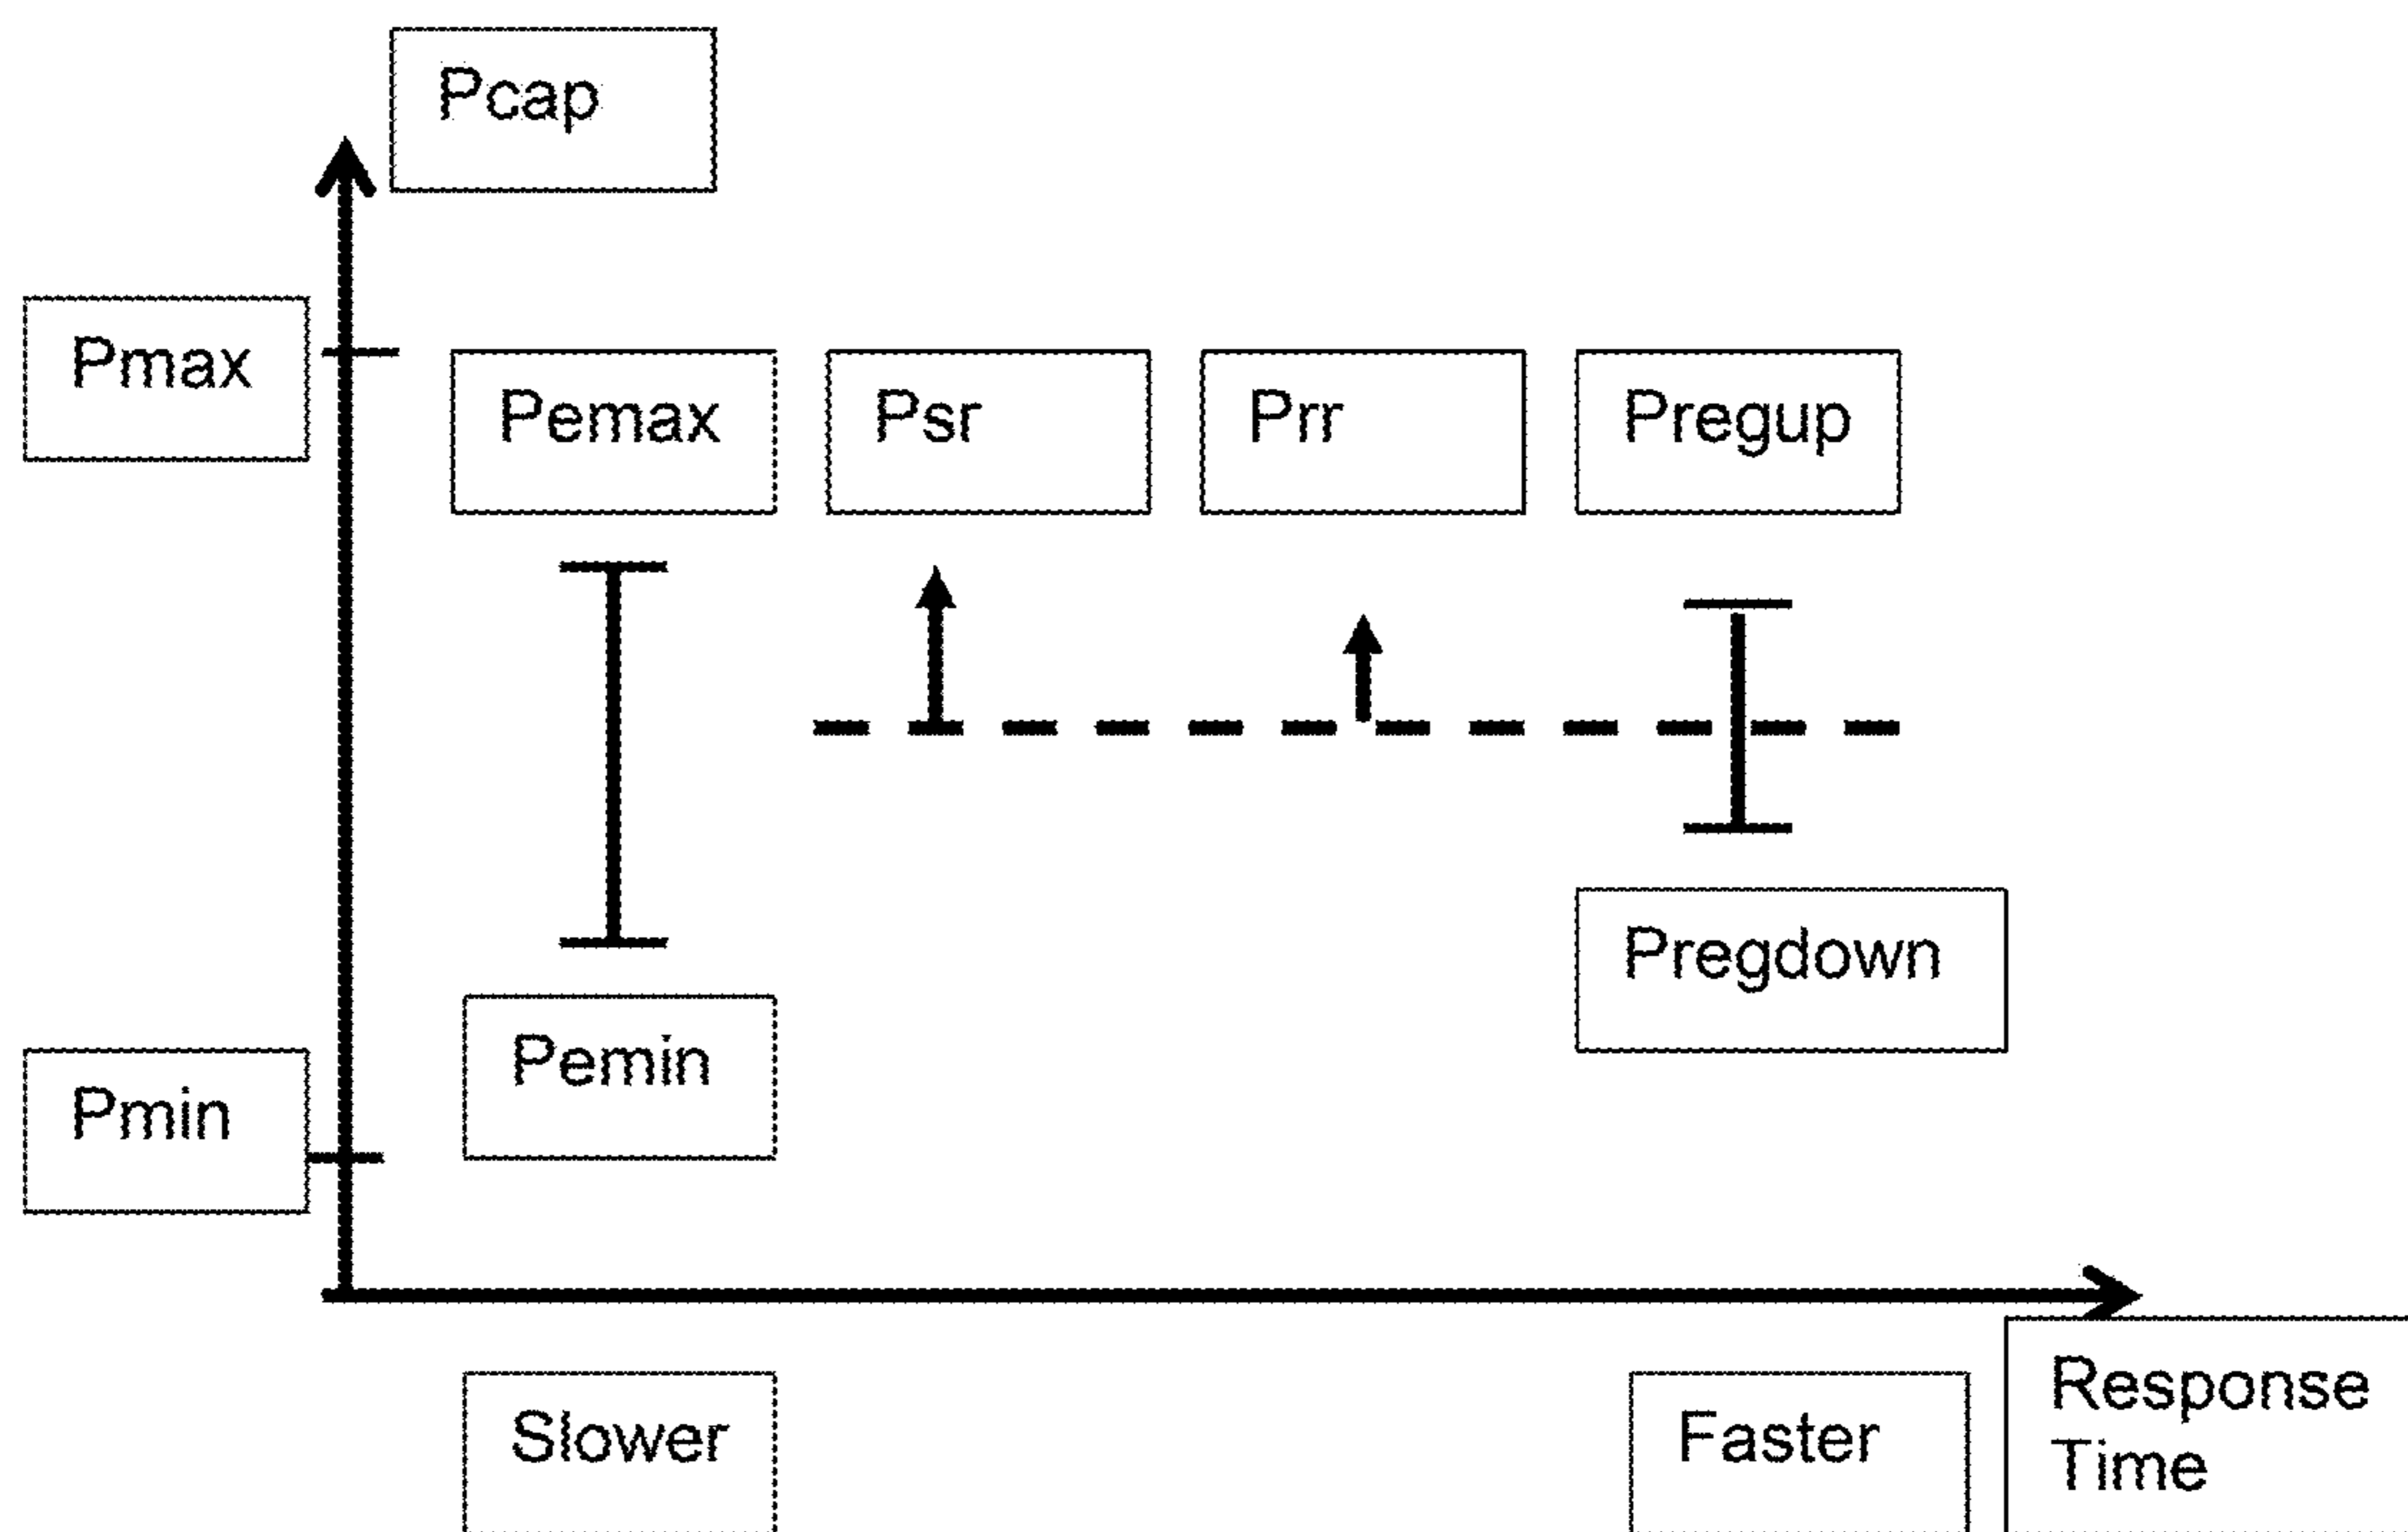 Pcap
Pmax
Pemax
Psr
Prr
Pregup
Pregdown
Pemin
Pmin
Slower
Faster
Response
Time